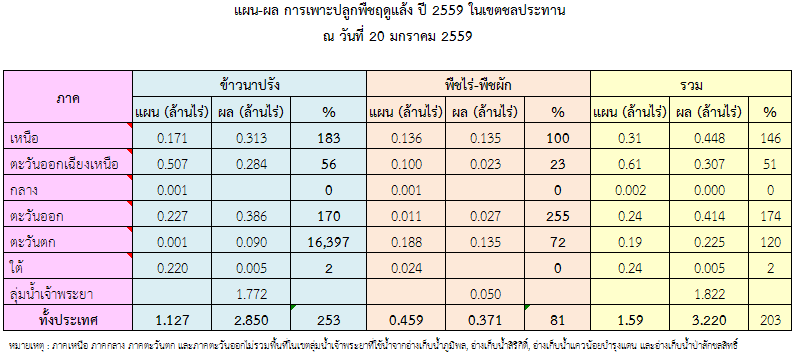 แผน-ผล การเพาะปลูกพืชฤดูแล้ง ปี 2559 ในเขตชลประทาน
ณ วันที่ 20 มกราคม 2559
ภาค ข้าวนาปรัง พืชไร่-พืชผัก รวม
แผน (ล้านไร่) ผล (ล้านไร่) % แผน (ล้านไร่) ผล (ล้านไร่) % แผน (ล้านไร่) ผล (ล้านไร่) %
เหนือ 0.171 0.313 183 0.136 0.135 100 0.31 0.448 146
ตะวันออกเฉียงเหนือ 0.507 0.284 56 0.100 0.023 23 0.61 0.307 51
กลาง 0.001 0 0.001 0 0.002 0.000 0
ตะวันออก 0.227 0.386 170 0.011 0.027 255 0.24 0.414 174
ตะวันตก 0.001 0.090 16,397 0.188 0.135 72 0.19 0.225 120
ใต้ 0.220 0.005 2 0.024 0 0.24 0.005 2
ลุ่มน้ำเจ้าพระยา 1.772 0.050 1.822
ทั้งประเทศ 1.127 2.850 253 0.459 0.371 81 1.59 3.220 203
หมายเหตุ : ภาคเหนือ ภาคกลาง ภาคตะวันตก และภาคตะวันออกไม่รวมพื้นที่ในเขตลุ่มน้ำเจ้าพระยาที่ใช้น้ำจากอ่างเก็บน้ำภูมิพล, อ่างเก็บน้ำสิริกิติ์, อ่างเก็บน้ำแควน้อยบำรุงแดน และอ่างเก็บน้ำป่าสักชลสิทธิ์